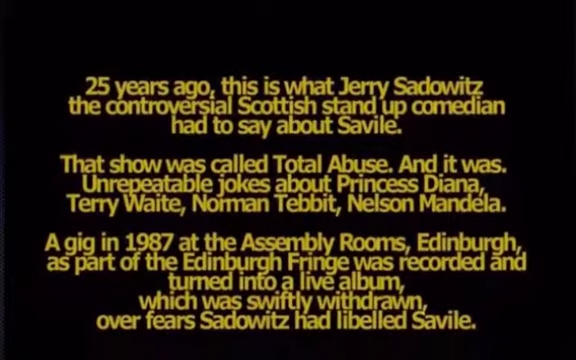 25 years ago, this is what Jerry Sadowitz
the controversial Scottish stand up comedian
had to say about Savile.
That show was called Total Abuse. And it was.
Unrepeatable jokes about Princess Diana,
Terry Waite, Norman Tebbit, Nelson Mandela.
A gig in 1987 at the Assembly Rooms, Edinburgh,
as part of the Edinburgh Fringe was recorded and
turned into a live album,
which was swiftly withdrawn,
over fears Sadowitz had libelled Savile.